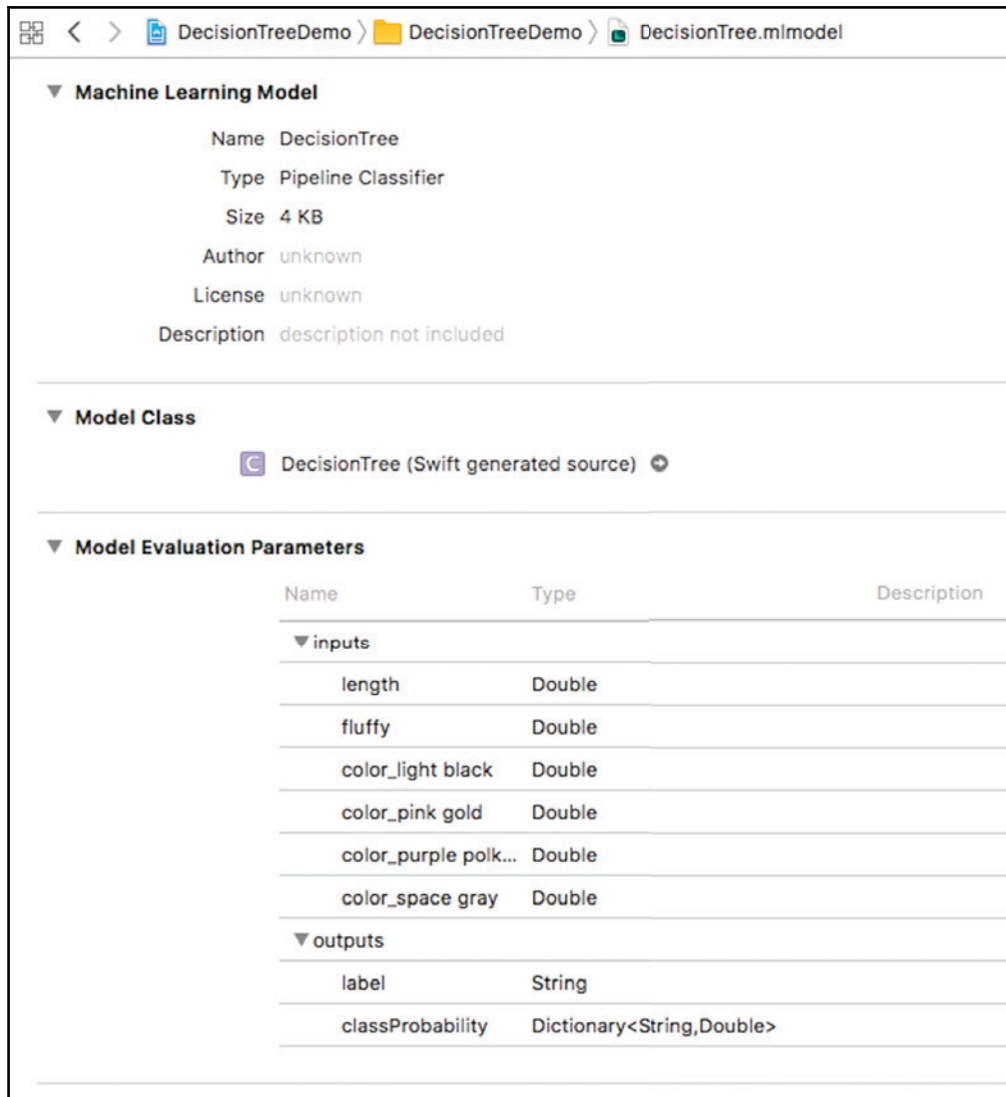 DecisionTreeDemo DecisionTreeDemo DecisionTree.mlmodel
Machine Learning Model
Name DecisionTree
Type Pipeline Classifier
Size 4 KB
Author unknown
License unknown
Description description not included
Model Class
C DecisionTree (Swift generated source)
Model Evaluation Parameters
Name Type Description
inputs
length Double
fluffy Double
color_light black Double
color_pink gold Double
color_purple polk... Double
color_space gray Double
outputs
label String
classProbability Dictionary<String,Double>